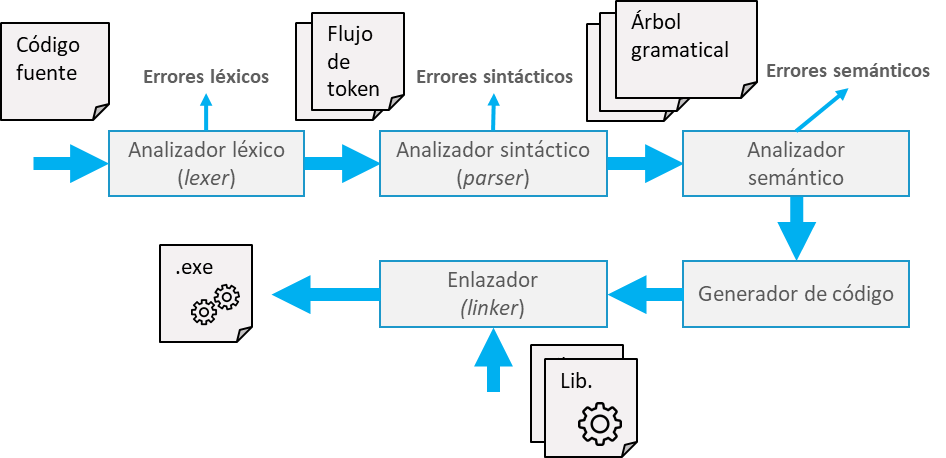 Código
fuente
Errores léxicos
Flujo
de
token
Errores sintácticos
Árbol
gramatical
Errores semánticos
Analizador léxico
(lexer)
Analizador sintáctico
(parser)
Analizador
semántico
.exe
Enlazador
(linker)
Generador de código
Lib.